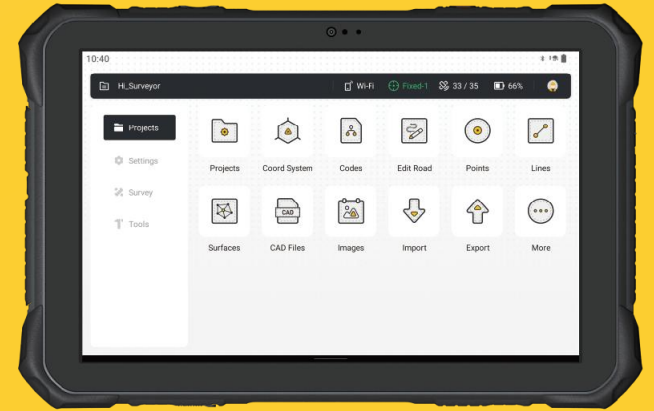 10:40
Hi_Surveyor Wi-Fi Fixed-1 33 / 35 66%
Projects
Settings
Survey
Tools
Projects Coord System Codes Edit Road Points Lines
CAD
Surfaces CAD Files Images Import Export More